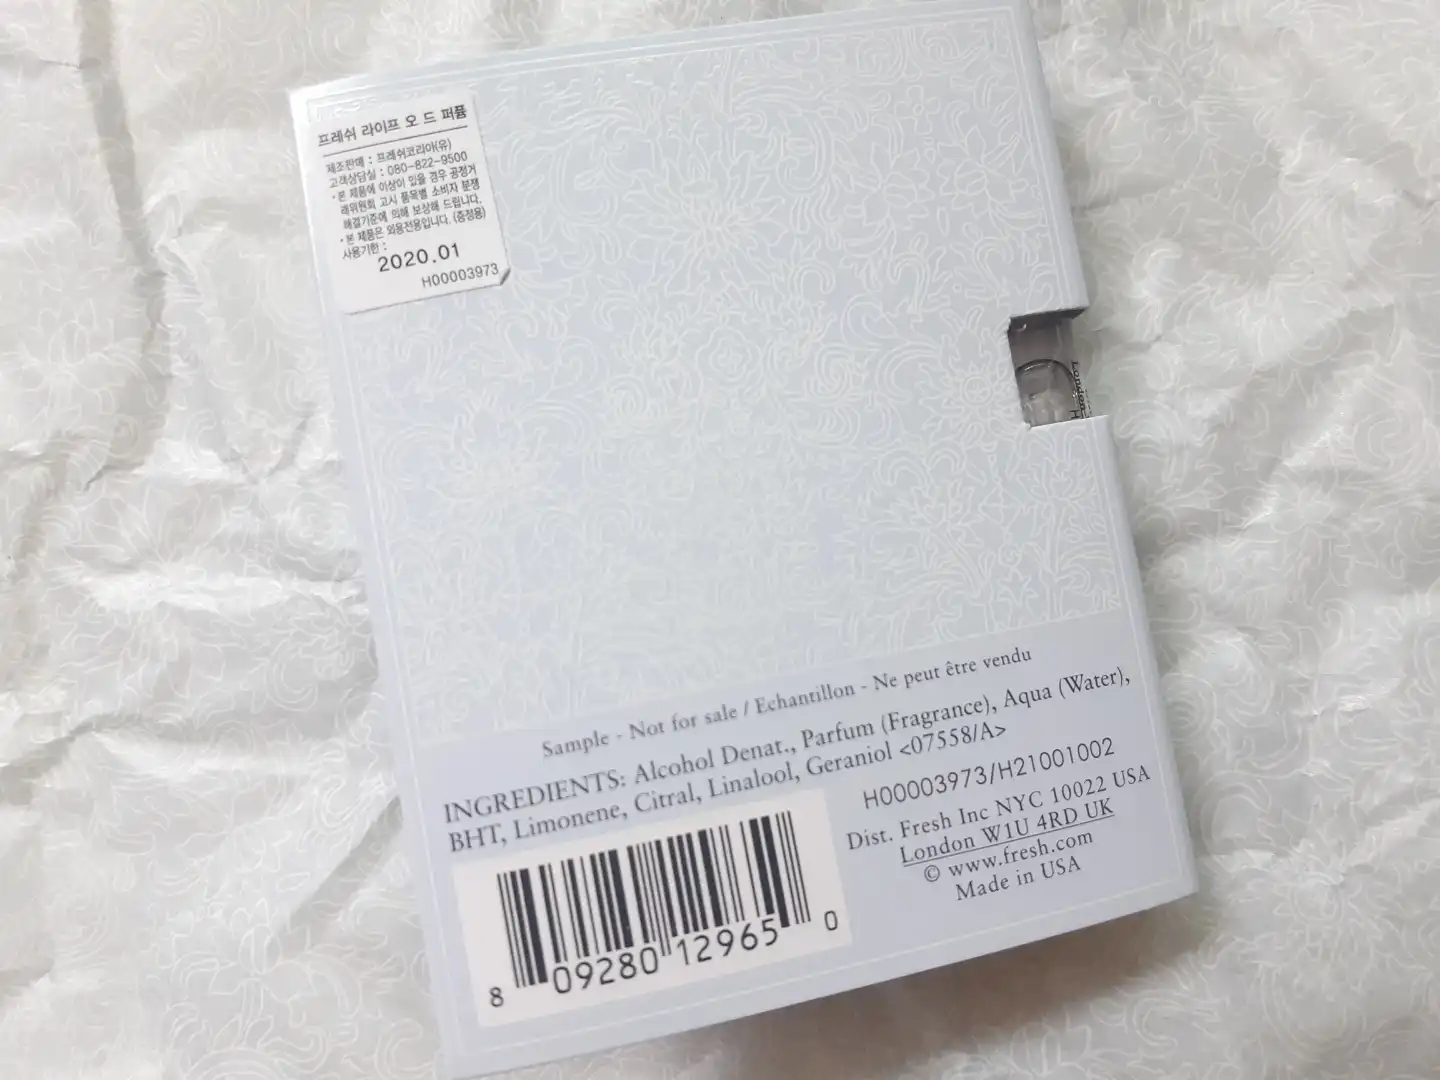 프레쉬 라이프 오 드 퍼퓸
제조판매 : 프레쉬코리아(유)
고객상담실 : 080-822-9500
·본 제품에 이상이 있을 경우 공정거
래위원회 고시 품목별 소비자 분쟁
해결기준에 의해 보상해 드립니다.
·본 제품은 외용전용입니다. (증정용)
사용기한 :
2020.01
H00003973
London
H
Sample - Not for sale / Echantillon - Ne peut être vendu
INGREDIENTS: Alcohol Denat., Parfum (Fragrance), Aqua (Water),
BHT, Limonene, Citral, Linalool, Geraniol <07558/A>
H00003973/H21001002
Dist. Fresh Inc NYC 10022 USA
London W1U 4RD UK
© www.fresh.com
Made in USA
8 09280 12965 0